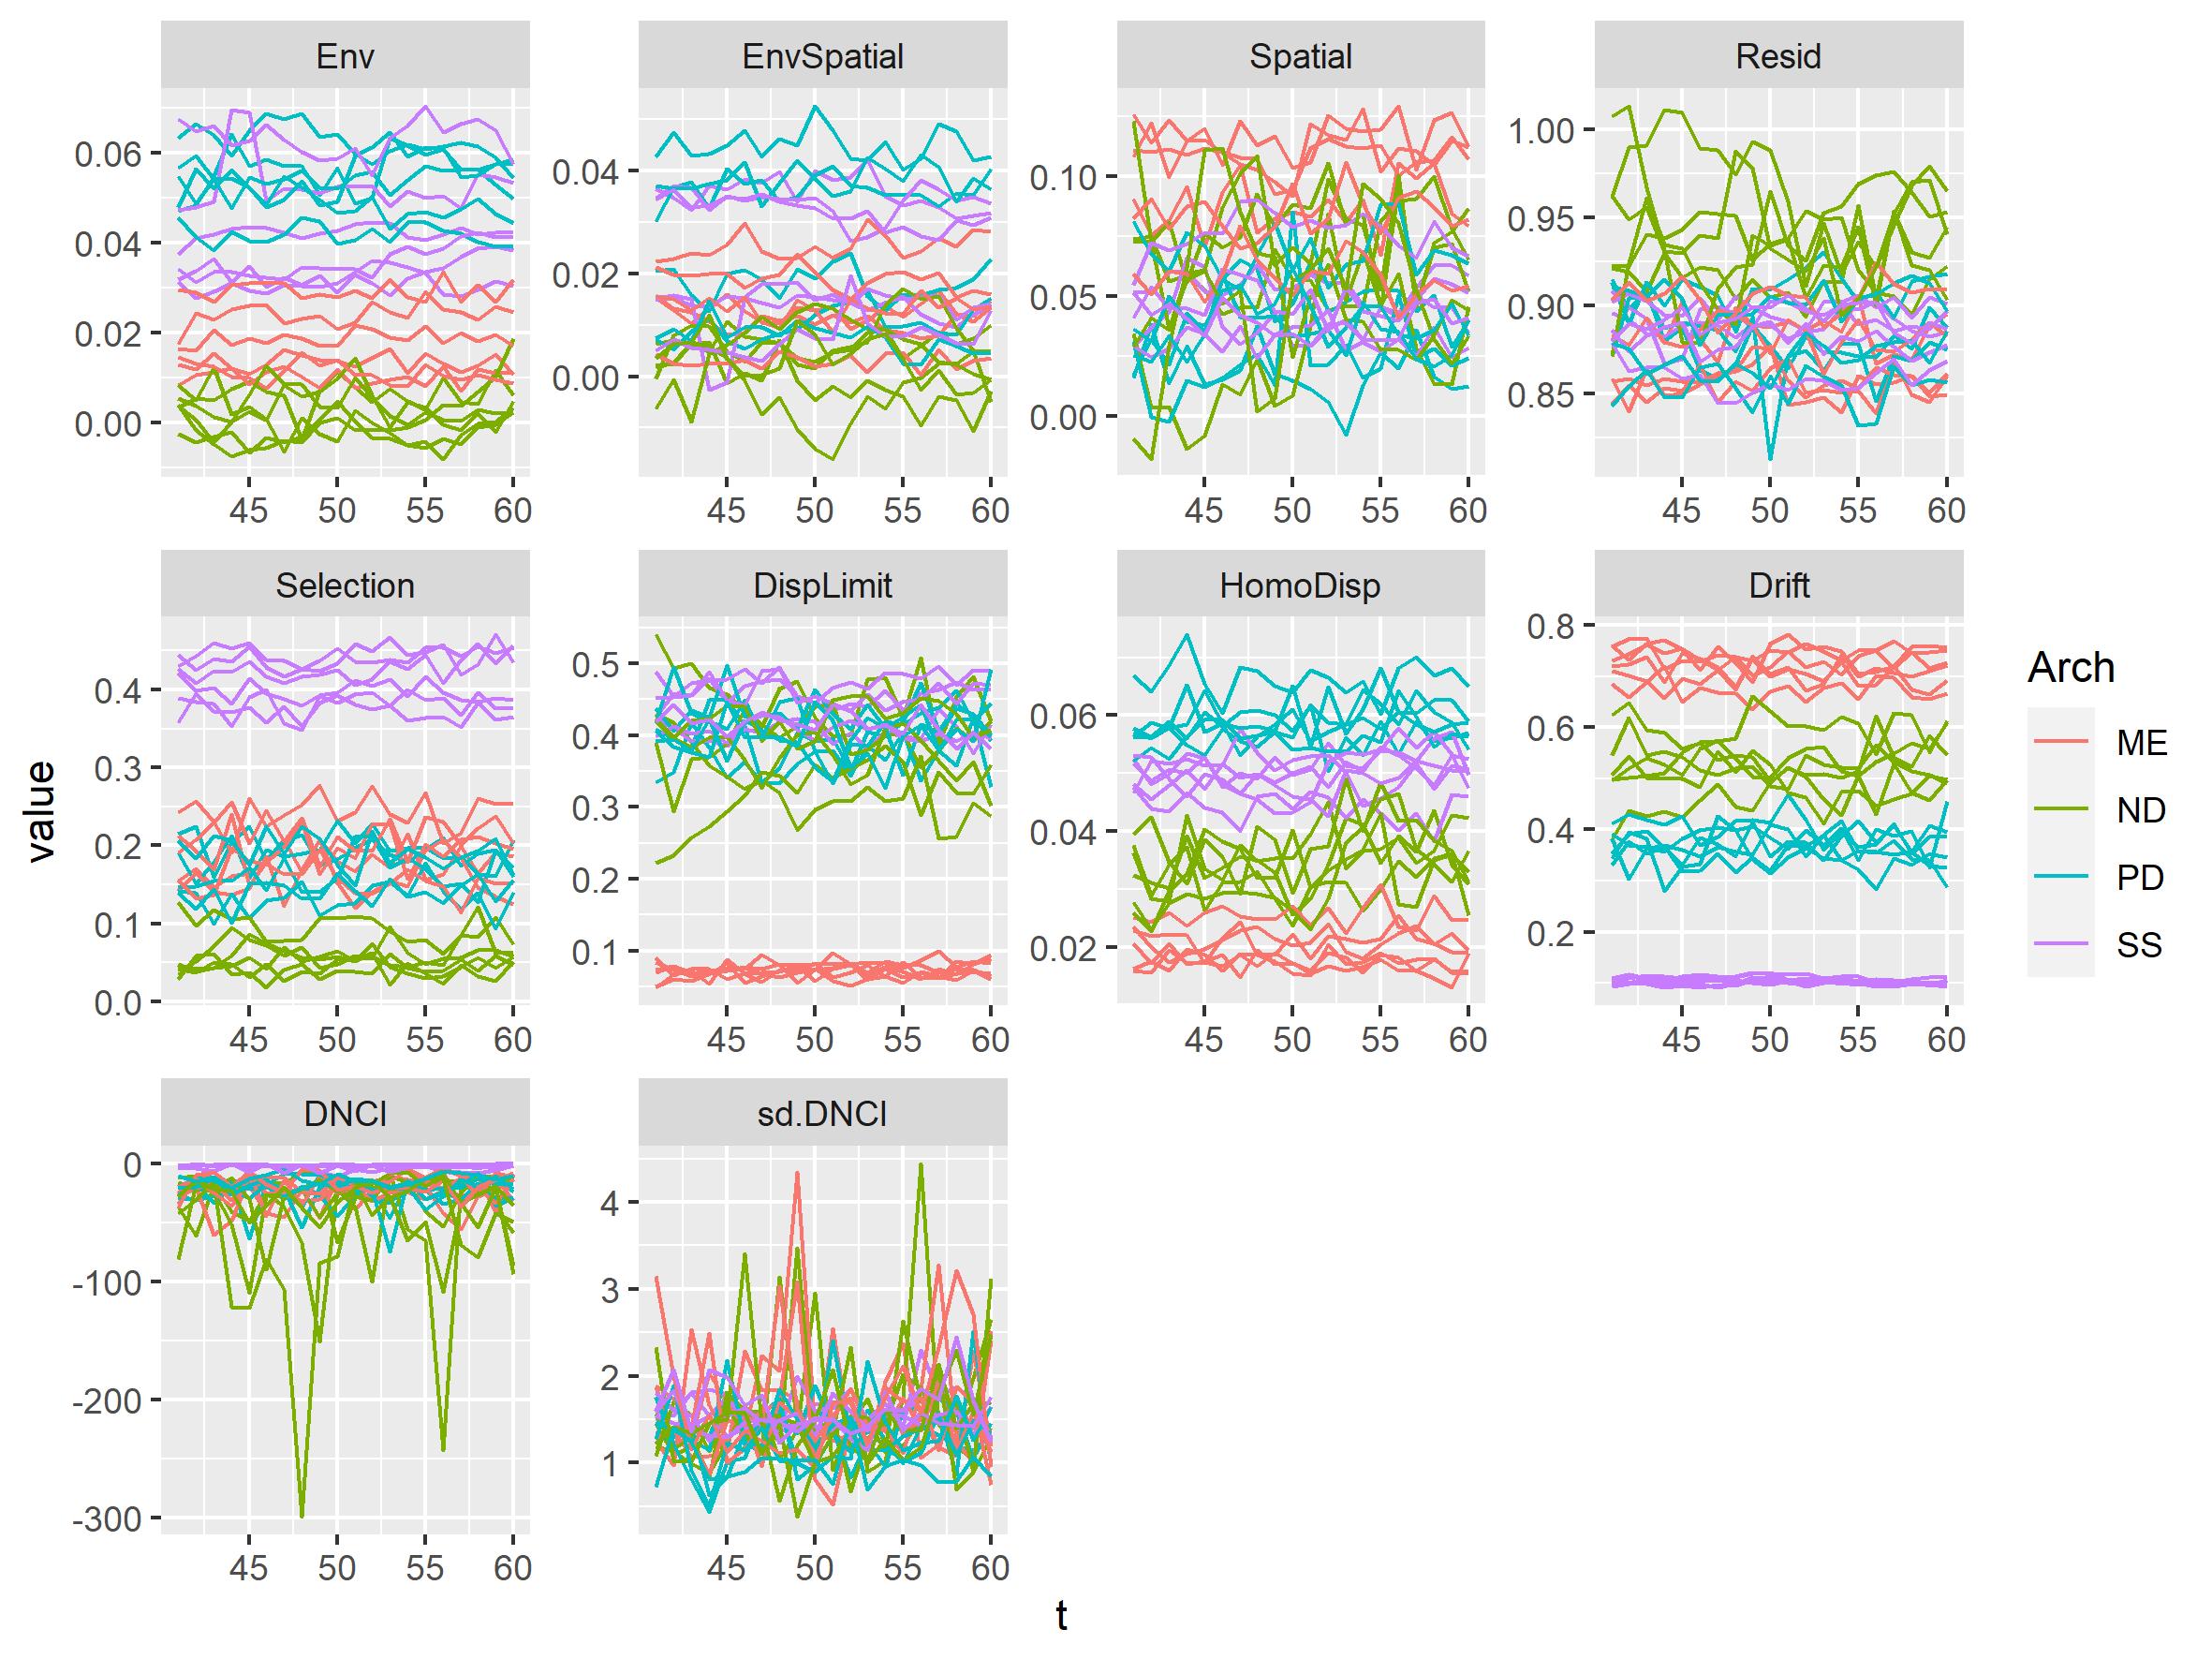 Env
EnvSpatial
Spatial
Resid
0.06
0.04
0.02
0.00
45 50 55 60
0.04
0.02
0.00
45 50 55 60
0.10
0.05
0.00
45 50 55 60
1.00
0.95
0.90
0.85
45 50 55 60
Selection
DispLimit
HomoDisp
Drift
0.4
0.3
0.2
0.1
0.0
45 50 55 60
0.5
0.4
0.3
0.2
0.1
45 50 55 60
0.06
0.04
0.02
45 50 55 60
0.8
0.6
0.4
0.2
45 50 55 60
DNCI
sd.DNCI
0
-100
-200
-300
45 50 55 60
4
3
2
1
45 50 55 60
value
t
Arch
ME
ND
PD
SS